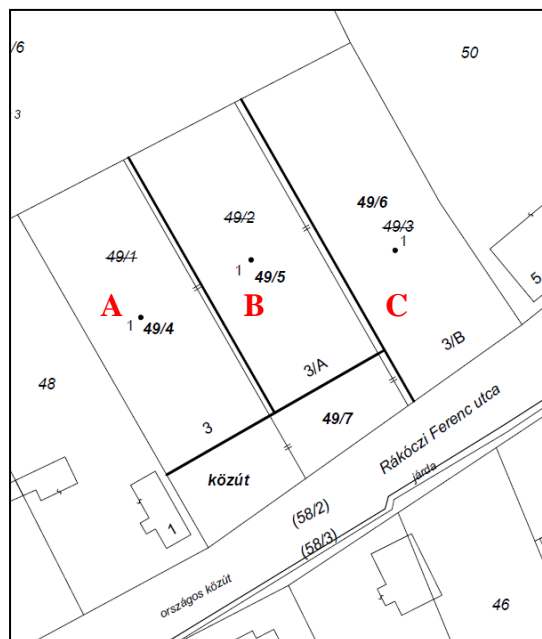 /6
50
3
49/6
49/2
49/3
1
49/1
1
49/5
A
B
C
5
1
49/4
3/B
48
3/A
3
49/7
Rákóczi Ferenc utca
közút
járda
1
(58/2)
(58/3)
országos közút
46